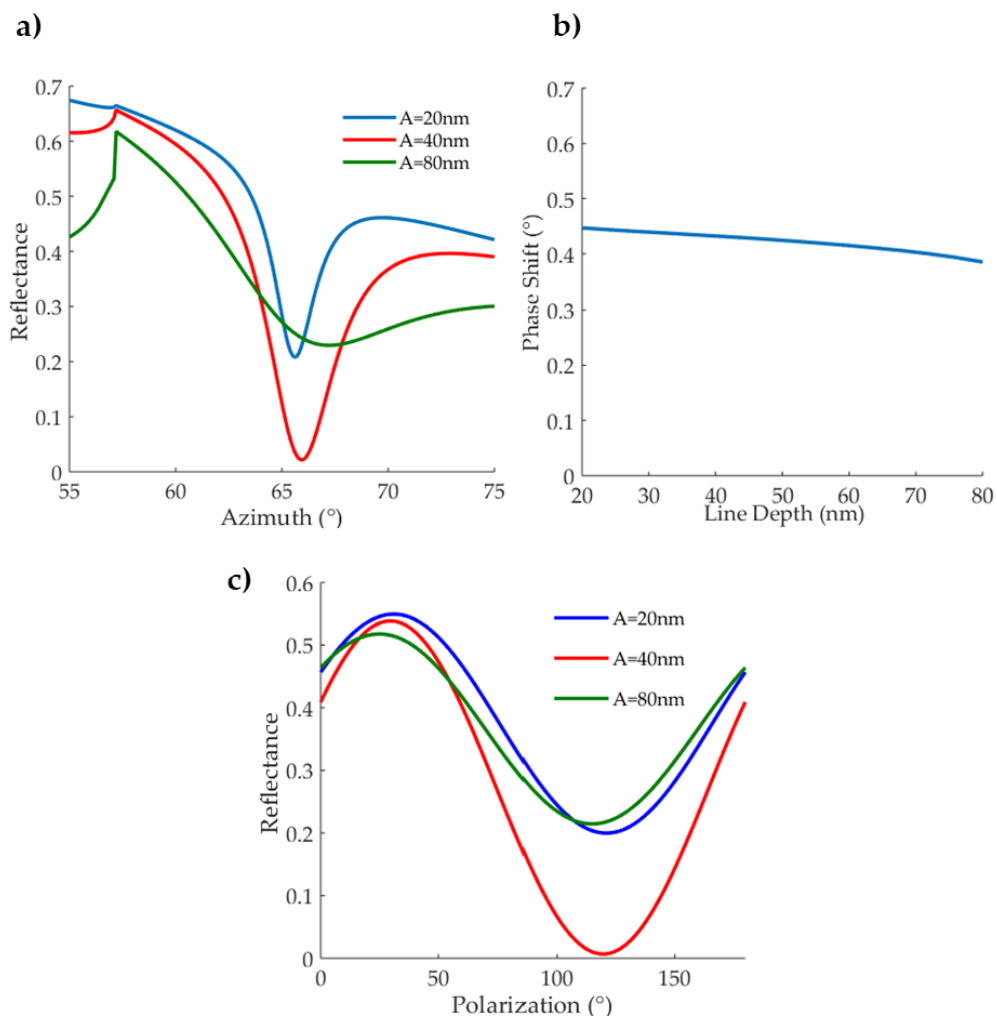 a)
0.7
0.6
0.5
0.4
0.3
0.2
0.1
0
Reflectance
55
60
65
70
75
Azimuth (°)
A=20nm
A=40nm
A=80nm
b)
0.7
0.6
0.5
0.4
0.3
0.2
0.1
0
Phase Shift (°)
20
30
40
50
60
70
80
Line Depth (nm)
c)
0.6
0.5
0.4
0.3
0.2
0.1
0
Reflectance
0
50
100
150
Polarization (°)
A=20nm
A=40nm
A=80nm